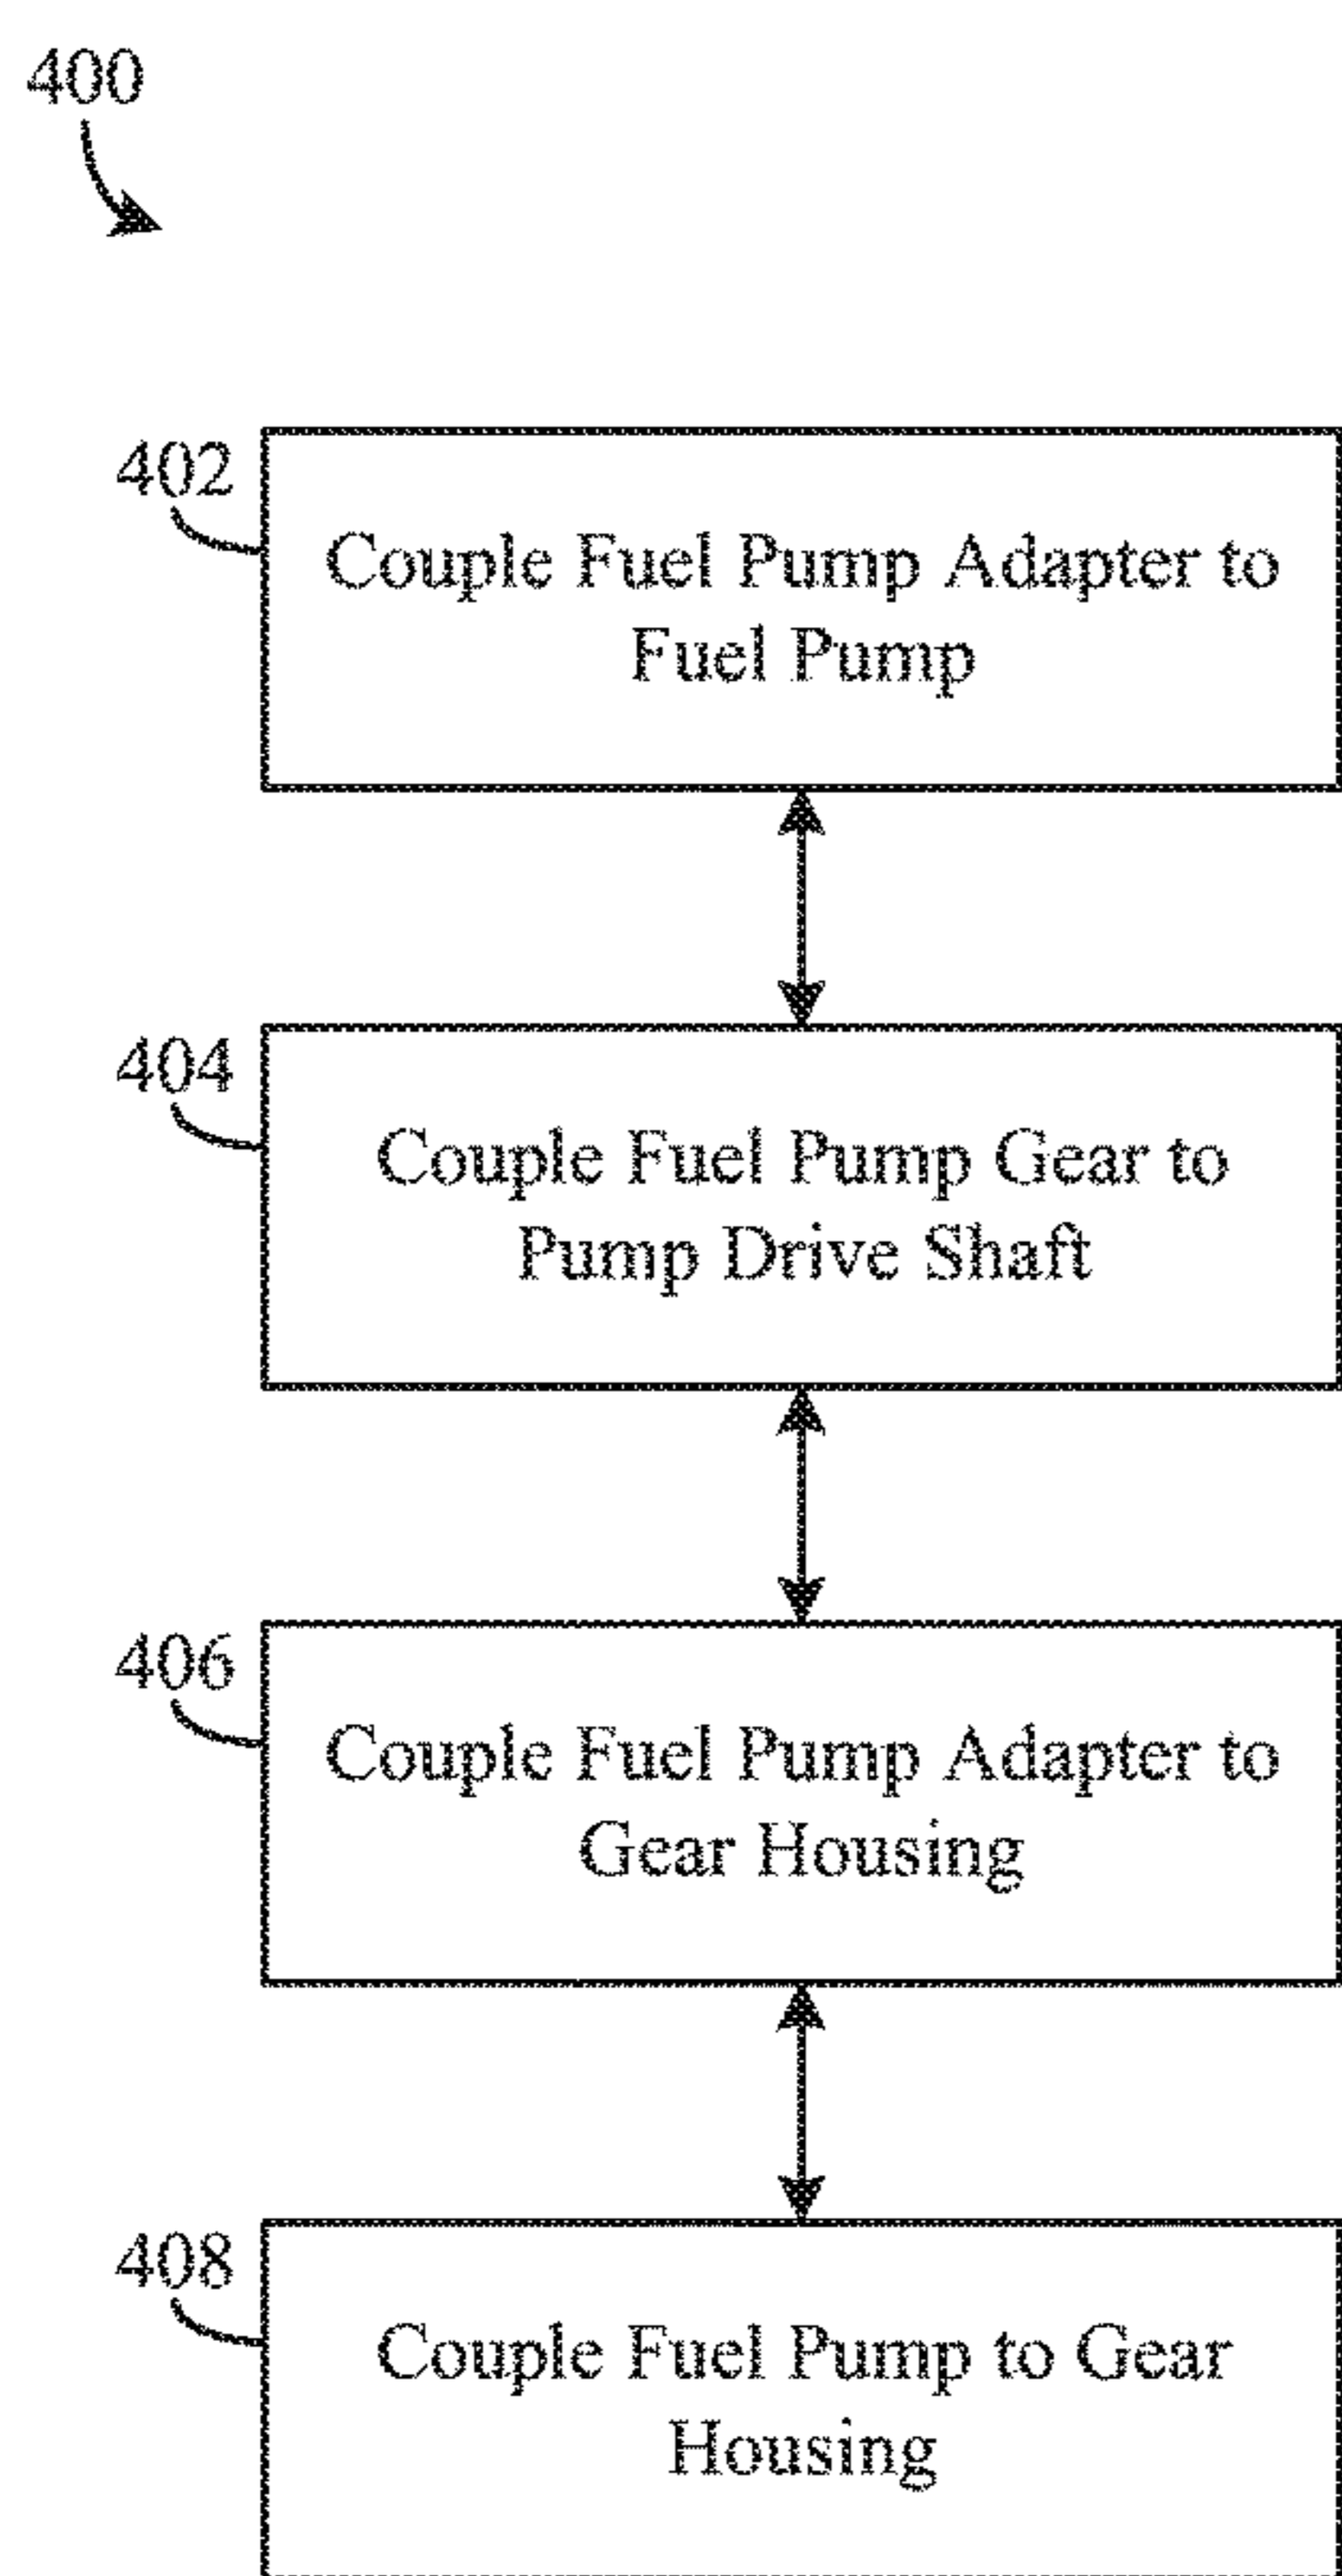 400
402
Couple Fuel Pump Adapter to
Fuel Pump
404
Couple Fuel Pump Gear to
Pump Drive Shaft
406
Couple Fuel Pump Adapter to
Gear Housing
408
Couple Fuel Pump to Gear
Housing